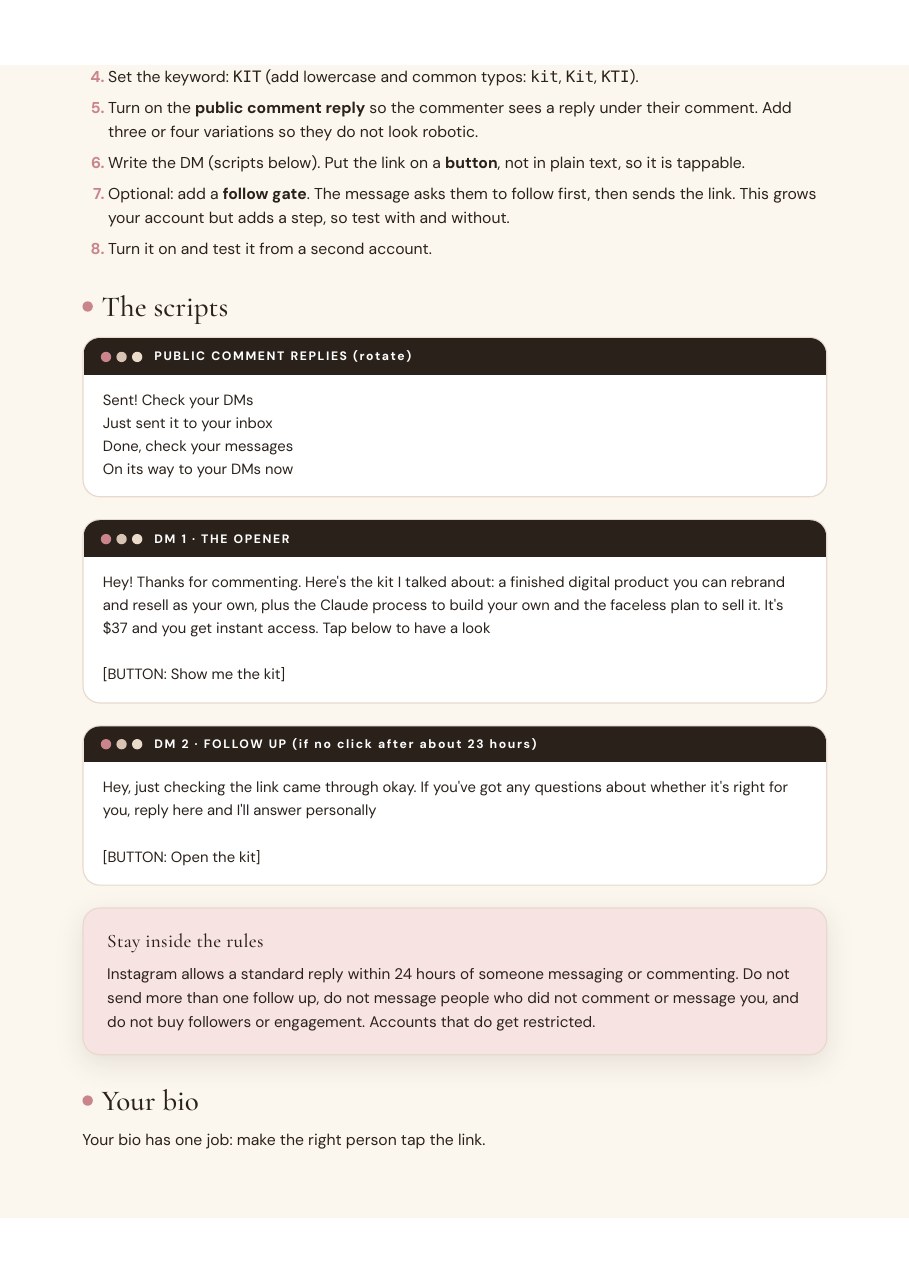 4. Set the keyword: KIT (add lowercase and common typos: kit, Kit, KTI).
5. Turn on the public comment reply so the commenter sees a reply under their comment. Add
three or four variations so they do not look robotic.
6. Write the DM (scripts below). Put the link on a button, not in plain text, so it is tappable.
7. Optional: add a follow gate. The message asks them to follow first, then sends the link. This grows
your account but adds a step, so test with and without.
8. Turn it on and test it from a second account.
The scripts
PUBLIC COMMENT REPLIES (rotate)
Sent! Check your DMs
Just sent it to your inbox
Done, check your messages
On its way to your DMs now
DM 1 · THE OPENER
Hey! Thanks for commenting. Here's the kit I talked about: a finished digital product you can rebrand
and resell as your own, plus the Claude process to build your own and the faceless plan to sell it. It's
$37 and you get instant access. Tap below to have a look
[BUTTON: Show me the kit]
DM 2 · FOLLOW UP (if no click after about 23 hours)
Hey, just checking the link came through okay. If you've got any questions about whether it's right for
you, reply here and I'll answer personally
[BUTTON: Open the kit]
Stay inside the rules
Instagram allows a standard reply within 24 hours of someone messaging or commenting. Do not
send more than one follow up, do not message people who did not comment or message you, and
do not buy followers or engagement. Accounts that do get restricted.
Your bio
Your bio has one job: make the right person tap the link.